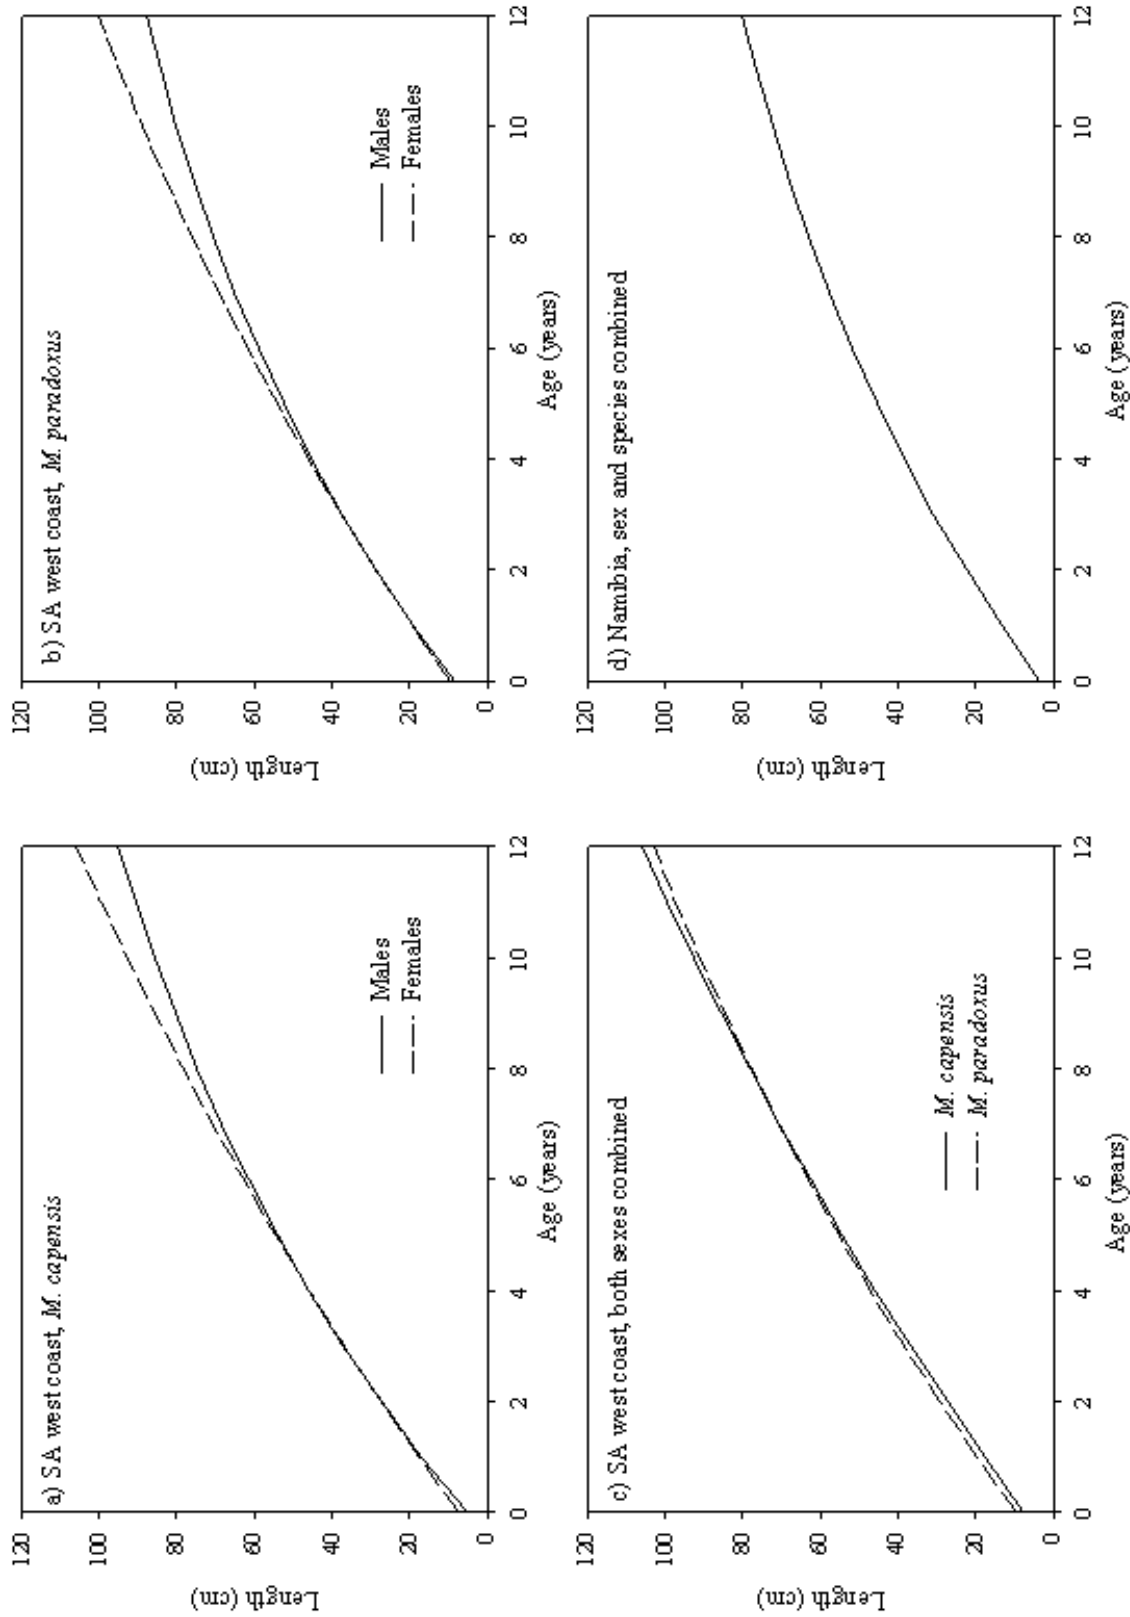 a) SA west coast, M. capensis
120
100
80
60
40
20
0
Length (cm)
0 2 4 6 8 10 12
Age (years)
Males
Females
b) SA west coast, M. paradoxus
120
100
80
60
40
20
0
Length (cm)
0 2 4 6 8 10 12
Age (years)
Males
Females
c) SA west coast, both sexes combined
120
100
80
60
40
20
0
Length (cm)
0 2 4 6 8 10 12
Age (years)
M. capensis
M. paradoxus
d) Namibia, sex and species combined
120
100
80
60
40
20
0
Length (cm)
0 2 4 6 8 10 12
Age (years)